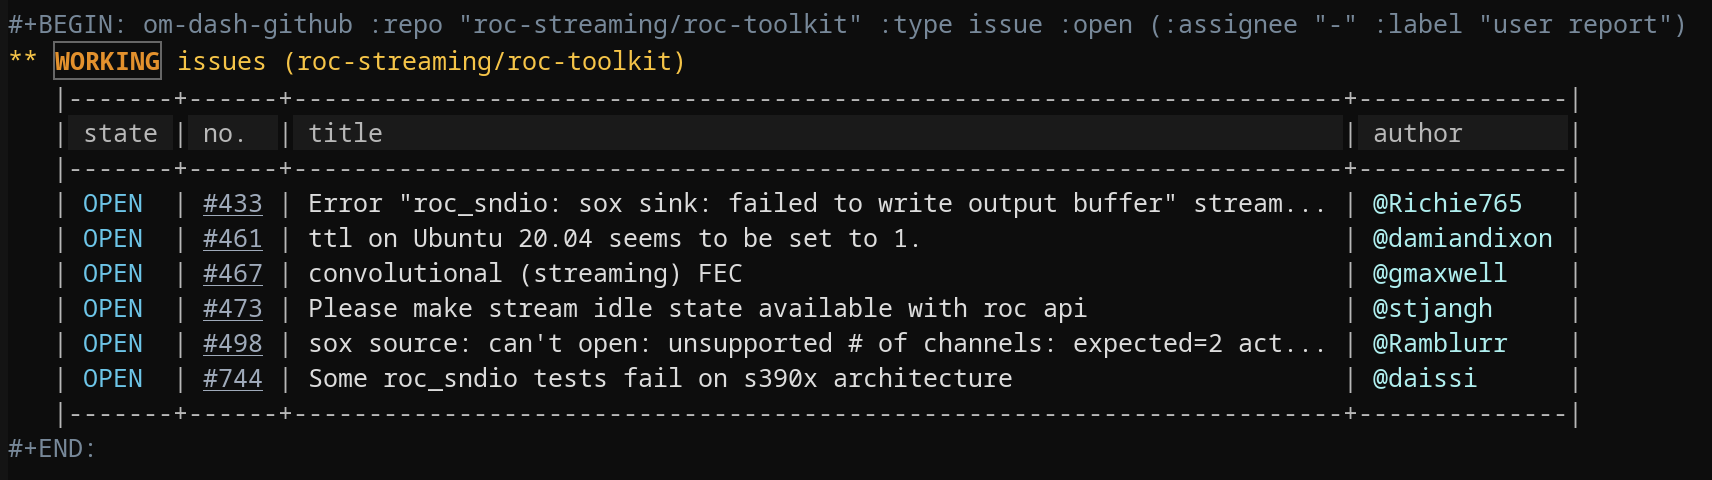 #+BEGIN: om-dash-github :repo "roc-streaming/roc-toolkit" :type issue :open (:assignee "-" :label "user report")
** WORKING issues (roc-streaming/roc-toolkit)
|-------+------+----------------------------------------------------------------------+--------------|
| state | no. | title | author |
|-------+------+----------------------------------------------------------------------+--------------|
| OPEN | #433 | Error "roc_sndio: sox sink: failed to write output buffer" stream... | @Richie765 |
| OPEN | #461 | ttl on Ubuntu 20.04 seems to be set to 1. | @damiandixon |
| OPEN | #467 | convolutional (streaming) FEC | @gmaxwell |
| OPEN | #473 | Please make stream idle state available with roc api | @stjangh |
| OPEN | #498 | sox source: can't open: unsupported # of channels: expected=2 act... | @Ramblurr |
| OPEN | #744 | Some roc_sndio tests fail on s390x architecture | @daissi |
|-------+------+----------------------------------------------------------------------+--------------|
#+END: